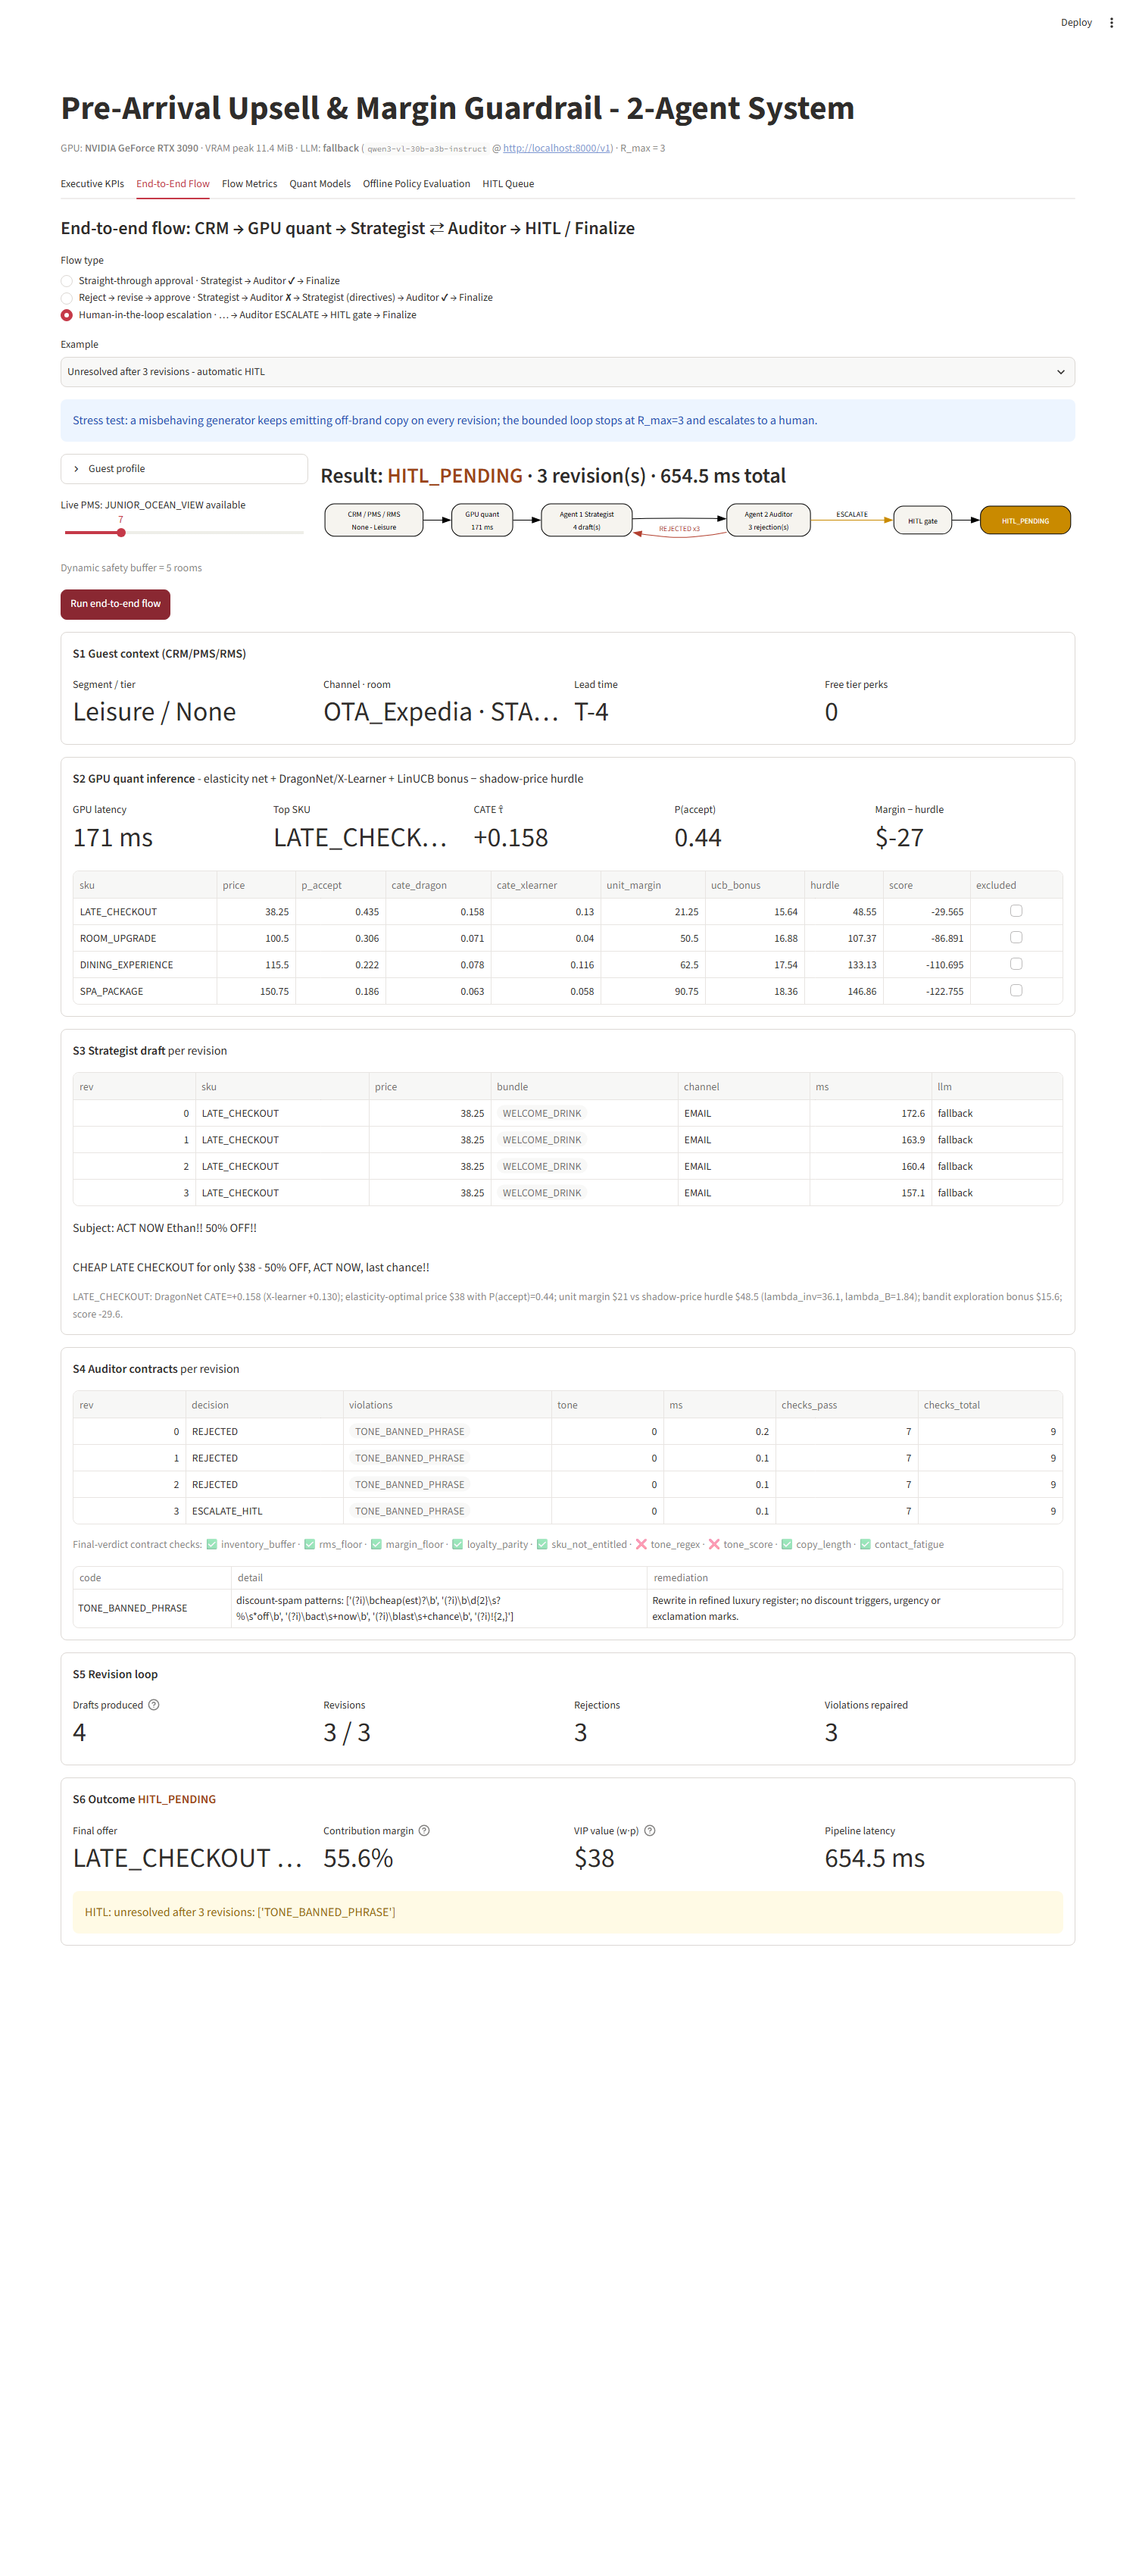 Deploy
Pre-Arrival Upsell & Margin Guardrail - 2-Agent System
GPU: NVIDIA GeForce RTX 3090 · VRAM peak 11.4 MiB · LLM: fallback ( qwen3-vl-30b-a3b-instruct @ http://localhost:8000/v1) · R_max = 3
Executive KPIs End-to-End Flow Flow Metrics Quant Models Offline Policy Evaluation HITL Queue
End-to-end flow: CRM → GPU quant → Strategist ⇄ Auditor → HITL / Finalize
Flow type
Straight-through approval · Strategist → Auditor ✓ → Finalize
Reject → revise → approve · Strategist → Auditor ✗ → Strategist (directives) → Auditor ✓ → Finalize
Human-in-the-loop escalation · … → Auditor ESCALATE → HITL gate → Finalize
Example
Unresolved after 3 revisions - automatic HITL
Stress test: a misbehaving generator keeps emitting off-brand copy on every revision; the bounded loop stops at R_max=3 and escalates to a human.
Guest profile
Live PMS: JUNIOR_OCEAN_VIEW available
7
Dynamic safety buffer = 5 rooms
Run end-to-end flow
Result: HITL_PENDING · 3 revision(s) · 654.5 ms total
CRM / PMS / RMS
None - Leisure
GPU quant
171 ms
Agent 1 Strategist
4 draft(s)
REJECTED x3
Agent 2 Auditor
3 rejection(s)
ESCALATE
HITL gate
HITL_PENDING
S1 Guest context (CRM/PMS/RMS)
Segment / tier Channel · room Lead time Free tier perks
Leisure / None OTA_Expedia · STA… T-4 0
S2 GPU quant inference - elasticity net + DragonNet/X-Learner + LinUCB bonus − shadow-price hurdle
GPU latency Top SKU CATE τ̂ P(accept) Margin − hurdle
171 ms LATE_CHECK… +0.158 0.44 $-27
sku price p_accept cate_dragon cate_xlearner unit_margin ucb_bonus hurdle score excluded
LATE_CHECKOUT 38.25 0.435 0.158 0.13 21.25 15.64 48.55 -29.565
ROOM_UPGRADE 100.5 0.306 0.071 0.04 50.5 16.88 107.37 -86.891
DINING_EXPERIENCE 115.5 0.222 0.078 0.116 62.5 17.54 133.13 -110.695
SPA_PACKAGE 150.75 0.186 0.063 0.058 90.75 18.36 146.86 -122.755
S3 Strategist draft per revision
rev sku price bundle channel ms llm
0 LATE_CHECKOUT 38.25 WELCOME_DRINK EMAIL 172.6 fallback
1 LATE_CHECKOUT 38.25 WELCOME_DRINK EMAIL 163.9 fallback
2 LATE_CHECKOUT 38.25 WELCOME_DRINK EMAIL 160.4 fallback
3 LATE_CHECKOUT 38.25 WELCOME_DRINK EMAIL 157.1 fallback
Subject: ACT NOW Ethan!! 50% OFF!!
CHEAP LATE CHECKOUT for only $38 - 50% OFF, ACT NOW, last chance!!
LATE_CHECKOUT: DragonNet CATE=+0.158 (X-learner +0.130); elasticity-optimal price $38 with P(accept)=0.44; unit margin $21 vs shadow-price hurdle $48.5 (lambda_inv=36.1, lambda_B=1.84); bandit exploration bonus $15.6;
score -29.6.
S4 Auditor contracts per revision
rev decision violations tone ms checks_pass checks_total
0 REJECTED TONE_BANNED_PHRASE 0 0.2 7 9
1 REJECTED TONE_BANNED_PHRASE 0 0.1 7 9
2 REJECTED TONE_BANNED_PHRASE 0 0.1 7 9
3 ESCALATE_HITL TONE_BANNED_PHRASE 0 0.1 7 9
Final-verdict contract checks: ✅ inventory_buffer · ✅ rms_floor · ✅ margin_floor · ✅ loyalty_parity · ✅ sku_not_entitled · ❌ tone_regex · ❌ tone_score · ✅ copy_length · ✅ contact_fatigue
code detail remediation
TONE_BANNED_PHRASE discount-spam patterns: ['(?i)\bcheap(est)?\b', '(?i)\b\d{2}\s? Rewrite in refined luxury register; no discount triggers, urgency or
%\s*off\b', '(?i)\bact\s+now\b', '(?i)\blast\s+chance\b', '(?i)!{2,}'] exclamation marks.
S5 Revision loop
Drafts produced Revisions Rejections Violations repaired
4 3 / 3 3 3
S6 Outcome HITL_PENDING
Final offer Contribution margin VIP value (w·p) Pipeline latency
LATE_CHECKOUT … 55.6% $38 654.5 ms
HITL: unresolved after 3 revisions: ['TONE_BANNED_PHRASE']